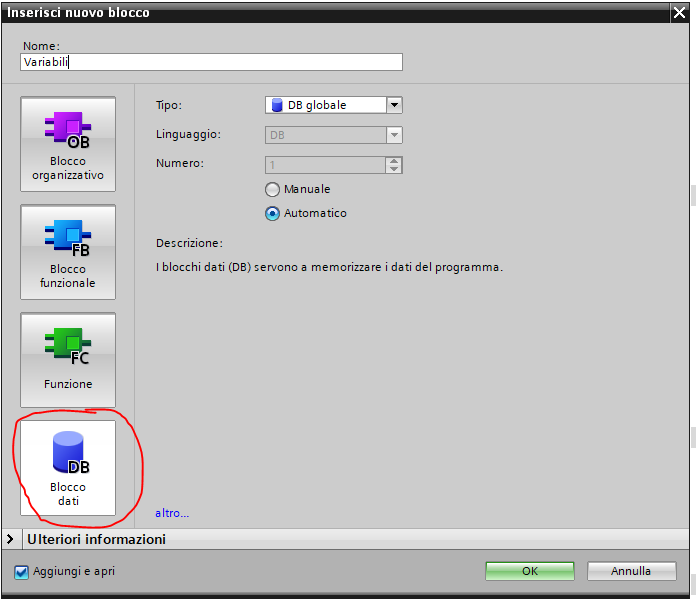 Inserisci nuovo blocco
Nome:
Variabili
OB
Blocco
organizzativo
FB
Blocco
funzionale
FC
Funzione
DB
Blocco
dati
Tipo:
DB globale
Linguaggio:
DB
Numero:
1
Manuale
Automatico
Descrizione:
I blocchi dati (DB) servono a memorizzare i dati del programma.
altro...
Ulteriori informazioni
Aggiungi e apri
OK
Annulla